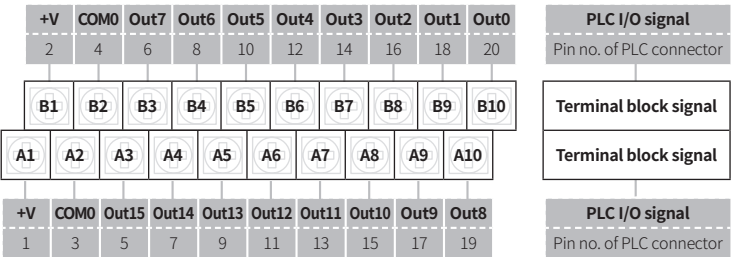 +V COM0 Out7 Out6 Out5 Out4 Out3 Out2 Out1 Out0 PLC I/O signal
2 4 6 8 10 12 14 16 18 20 Pin no. of PLC connector
B1 B2 B3 B4 B5 B6 B7 B8 B9 B10 Terminal block signal
A1 A2 A3 A4 A5 A6 A7 A8 A9 A10 Terminal block signal
+V COM0 Out15 Out14 Out13 Out12 Out11 Out10 Out9 Out8 PLC I/O signal
1 3 5 7 9 11 13 15 17 19 Pin no. of PLC connector